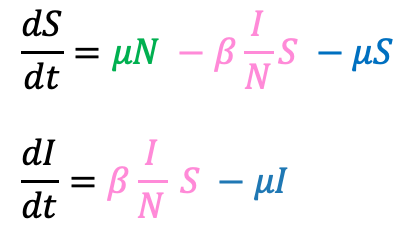 dS/dt = μN − β I/N S − μS
dI/dt = β I/N S − μI